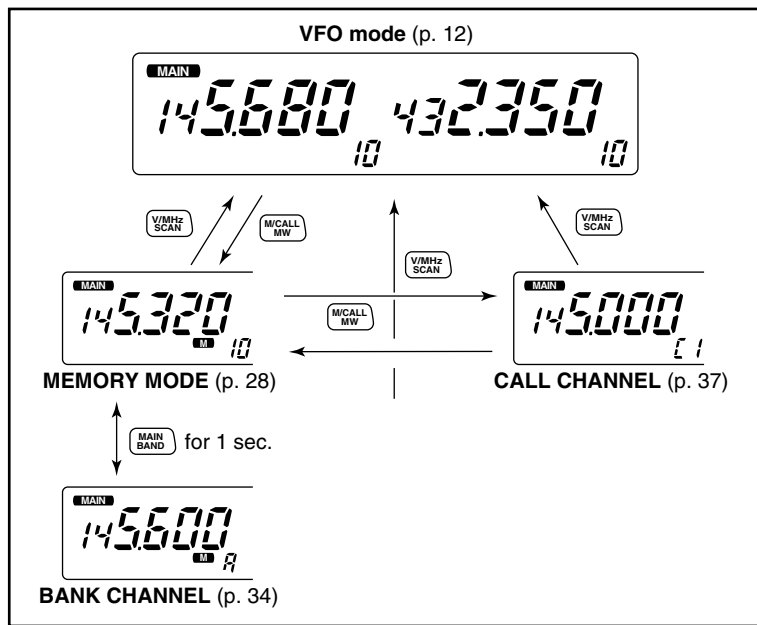 VFO mode (p. 12)
MAIN
145.680 432.350
10 10
V/MHz
SCAN
M/CALL
MW
V/MHz
SCAN
V/MHz
SCAN
MAIN
145.320
M 10
M/CALL
MW
MAIN
145.000
C1
MEMORY MODE (p. 28)
CALL CHANNEL (p. 37)
MAIN
BAND for 1 sec.
MAIN
145.600
M A
BANK CHANNEL (p. 34)